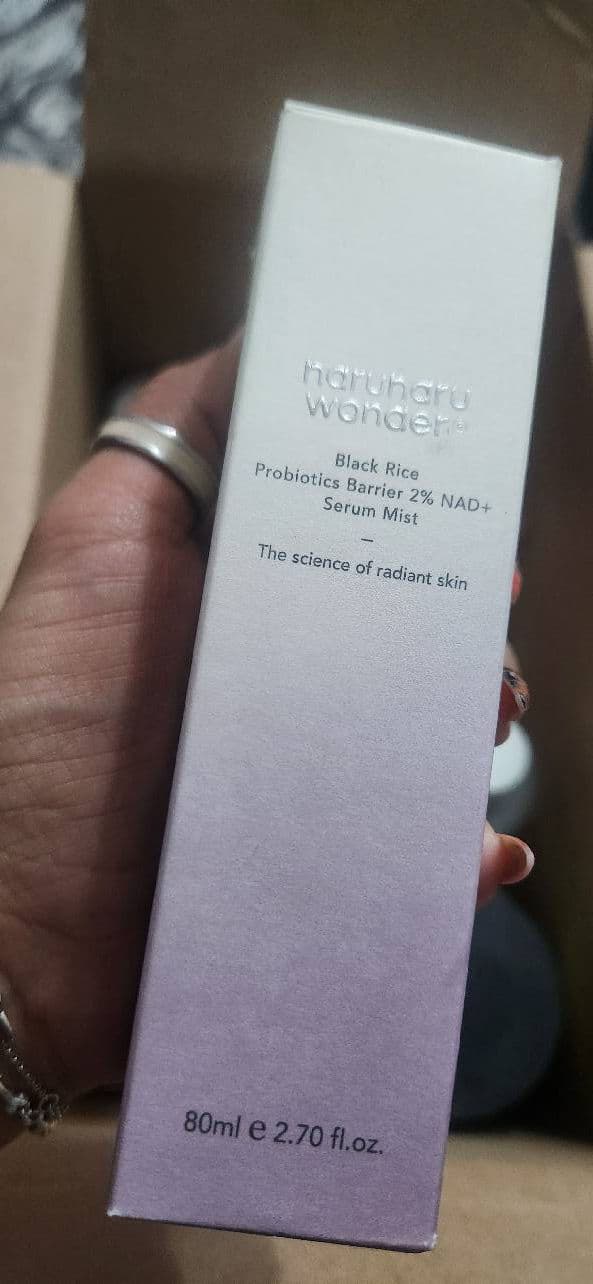 haruharu
wonder®
Black Rice
Probiotics Barrier 2% NAD+
Serum Mist
–
The science of radiant skin
80ml e 2.70 fl.oz.